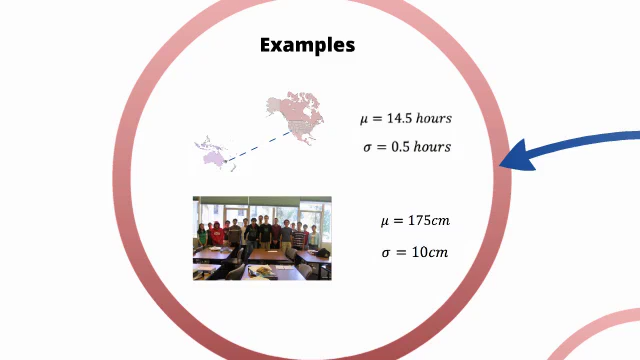 Examples
μ = 14.5 hours
σ = 0.5 hours
μ = 175cm
σ = 10cm